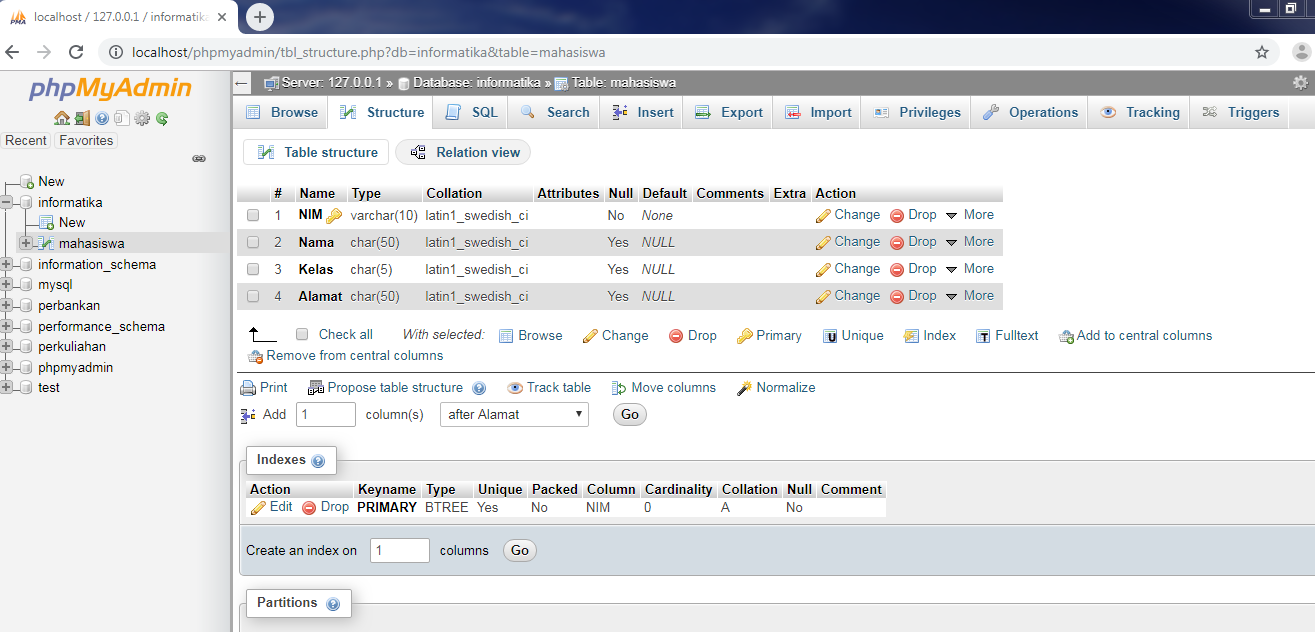 localhost / 127.0.0.1 / informatika
localhost/phpmyadmin/tbl_structure.php?db=informatika&table=mahasiswa
phpMyAdmin
Recent Favorites
New
informatika
New
mahasiswa
information_schema
mysql
perbankan
performance_schema
perkuliahan
phpmyadmin
test
Server: 127.0.0.1 » Database: informatika » Table: mahasiswa
Browse Structure SQL Search Insert Export Import Privileges Operations Tracking Triggers
Table structure Relation view
# Name Type Collation Attributes Null Default Comments Extra Action
1 NIM varchar(10) latin1_swedish_ci No None Change Drop More
2 Nama char(50) latin1_swedish_ci Yes NULL Change Drop More
3 Kelas char(5) latin1_swedish_ci Yes NULL Change Drop More
4 Alamat char(50) latin1_swedish_ci Yes NULL Change Drop More
Check all With selected: Browse Change Drop Primary Unique Index Fulltext Add to central columns
Remove from central columns
Print Propose table structure Track table Move columns Normalize
Add 1 column(s) after Alamat Go
Indexes
Action Keyname Type Unique Packed Column Cardinality Collation Null Comment
Edit Drop PRIMARY BTREE Yes No NIM 0 A No
Create an index on 1 columns Go
Partitions